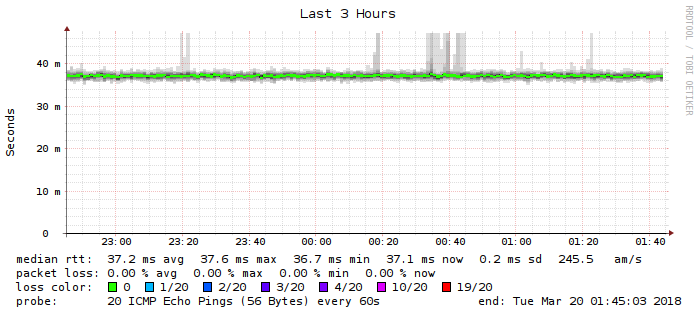 Last 3 Hours
RRDTOOL / TOBI OETIKER
Seconds
40 m
30 m
20 m
10 m
0
23:00 23:20 23:40 00:00 00:20 00:40 01:00 01:20 01:40
median rtt: 37.2 ms avg 37.6 ms max 36.7 ms min 37.1 ms now 0.2 ms sd 245.5 am/s
packet loss: 0.00 % avg 0.00 % max 0.00 % min 0.00 % now
loss color: 0 1/20 2/20 3/20 4/20 10/20 19/20
probe: 20 ICMP Echo Pings (56 Bytes) every 60s end: Tue Mar 20 01:45:03 2018